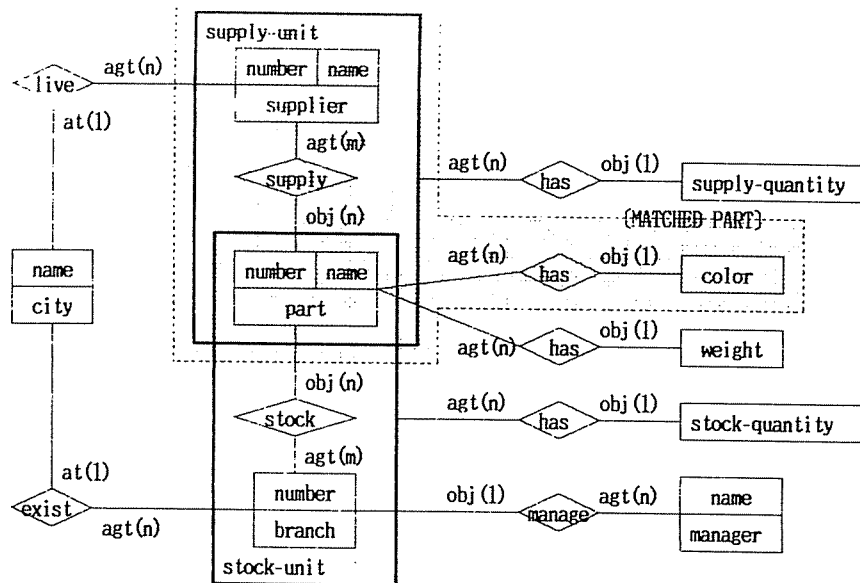 supply-unit
number name
supplier
live
agt(n)
at(1)
agt(m)
supply
obj(n)
agt(n)
has
obj(1)
supply-quantity
(MATCHED PART)
number name
part
agt(n)
has
obj(1)
color
name
city
agt(n)
has
obj(1)
weight
obj(n)
stock
agt(m)
agt(n)
has
obj(1)
stock-quantity
at(1)
exist
agt(n)
number
branch
obj(1)
manage
agt(n)
name
manager
stock-unit